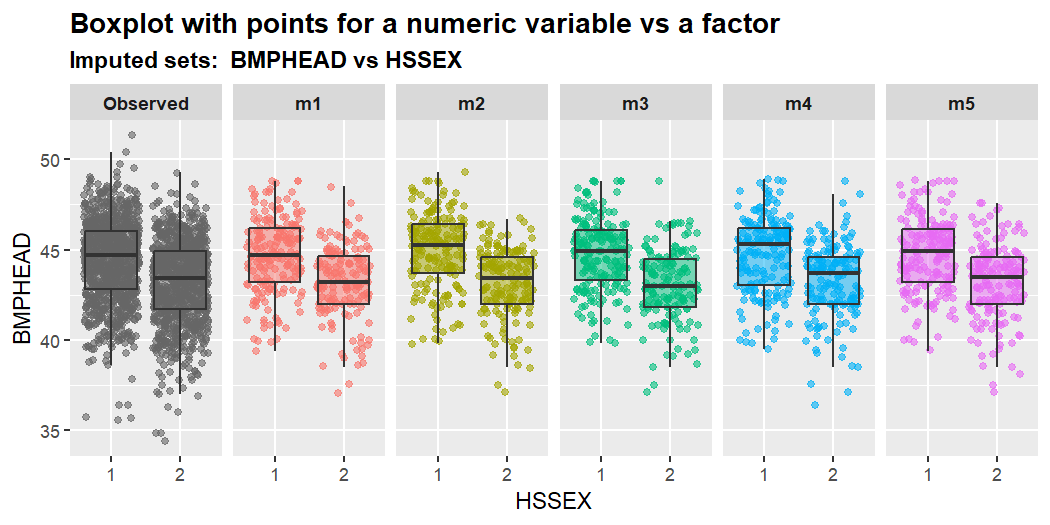 Boxplot with points for a numeric variable vs a factor
Imputed sets:  BMPHEAD vs HSSEX
Observed m1 m2 m3 m4 m5
50
45
40
35
BMPHEAD
1 2 1 2 1 2 1 2 1 2 1 2
HSSEX